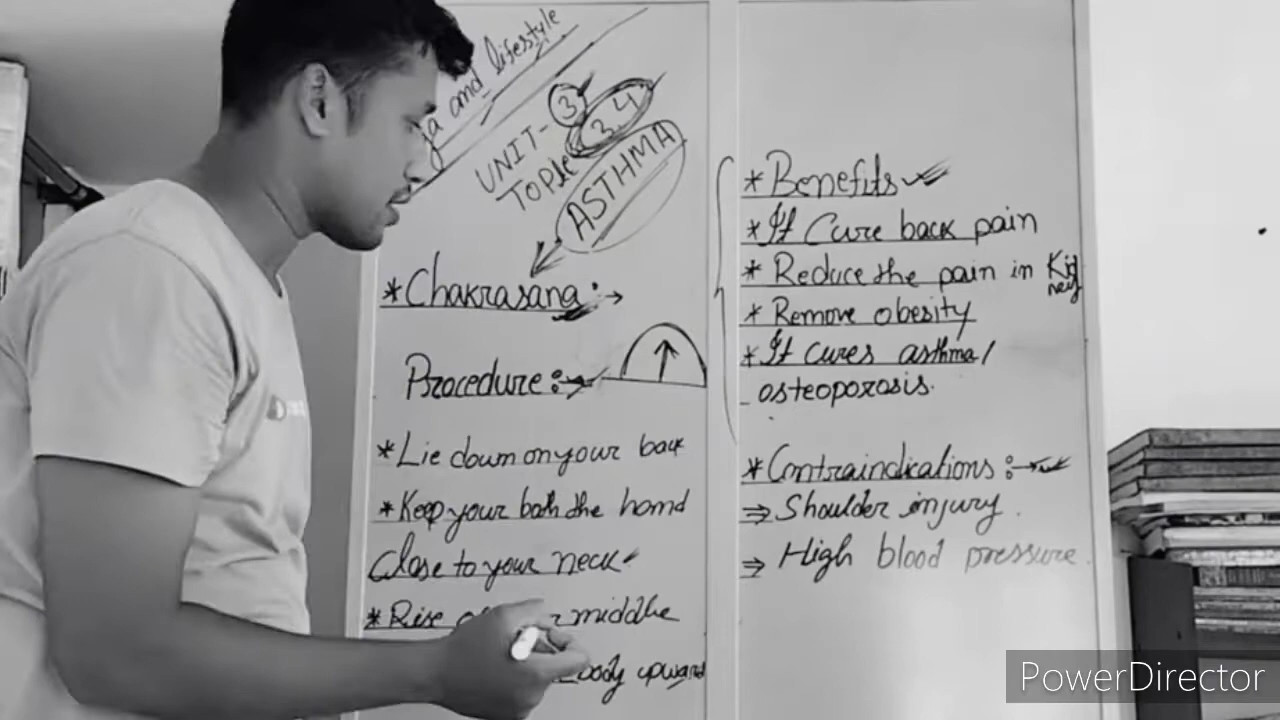 ja and lifestyle
UNIT-3
TOPIC 3.4
ASTHMA
*Chakrasana:→
Procedure:→
*Lie down on your back
*Keep your both the hand
Close to your neck
*Rise middle
body upward
*Benefits
*It Cure back pain
*Reduce the pain in Kidney
*Remove obesity
*It cures asthma/
osteoporosis.
*Contraindications:→
⇒ Shoulder injury.
⇒ High blood pressure.
PowerDirector